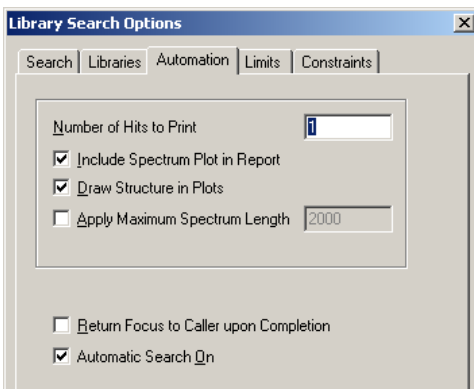 Library Search Options
Search Libraries Automation Limits Constraints
Number of Hits to Print 1
Include Spectrum Plot in Report
Draw Structure in Plots
Apply Maximum Spectrum Length 2000
Return Focus to Caller upon Completion
Automatic Search On